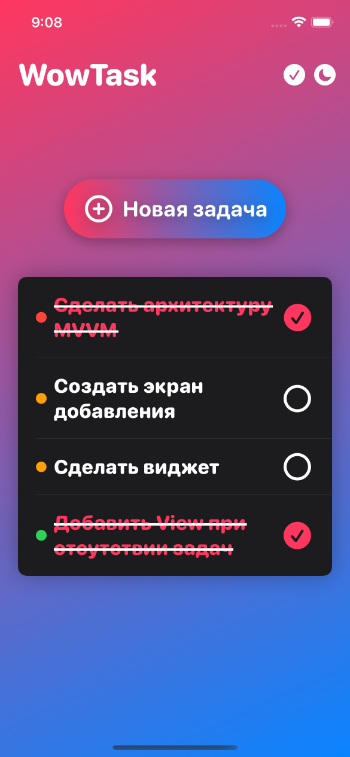 9:08
WowTask
Новая задача
Сделать архитектуру
MVVM
Создать экран
добавления
Сделать виджет
Добавить View при
отсутствии задач